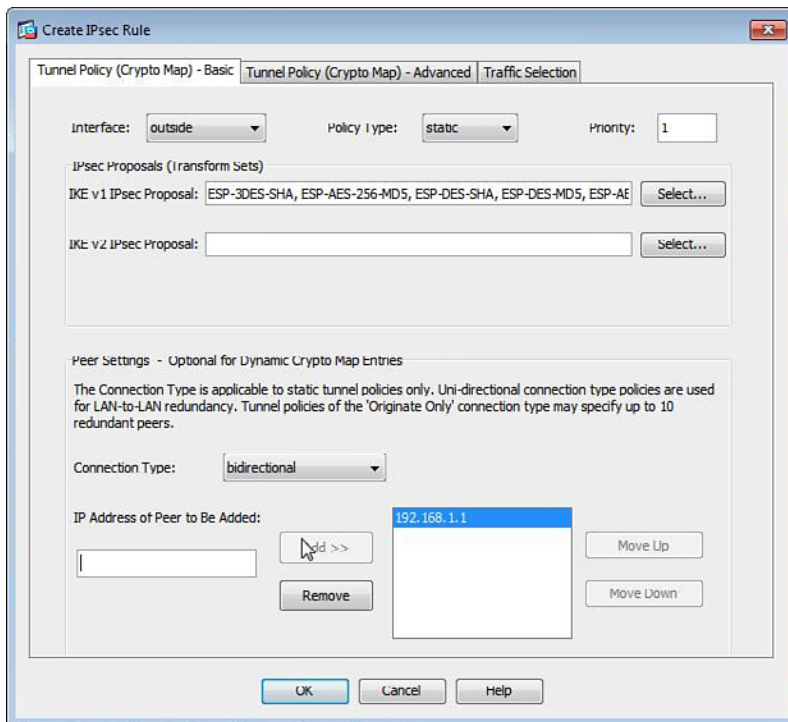 Create IPsec Rule
Tunnel Policy (Crypto Map) - Basic Tunnel Policy (Crypto Map) - Advanced Traffic Selection
Interface: outside Policy Type: static Priority: 1
IPsec Proposals (Transform Sets)
IKE v1 IPsec Proposal: ESP-3DES-SHA, ESP-AES-256-MD5, ESP-DES-SHA, ESP-DES-MD5, ESP-AE Select...
IKE v2 IPsec Proposal: Select...
Peer Settings - Optional for Dynamic Crypto Map Entries
The Connection Type is applicable to static tunnel policies only. Uni-directional connection type policies are used
for LAN-to-LAN redundancy. Tunnel policies of the 'Originate Only' connection type may specify up to 10
redundant peers.
Connection Type: bidirectional
IP Address of Peer to Be Added: 192.168.1.1
dd >> Move Up
Remove Move Down
OK Cancel Help